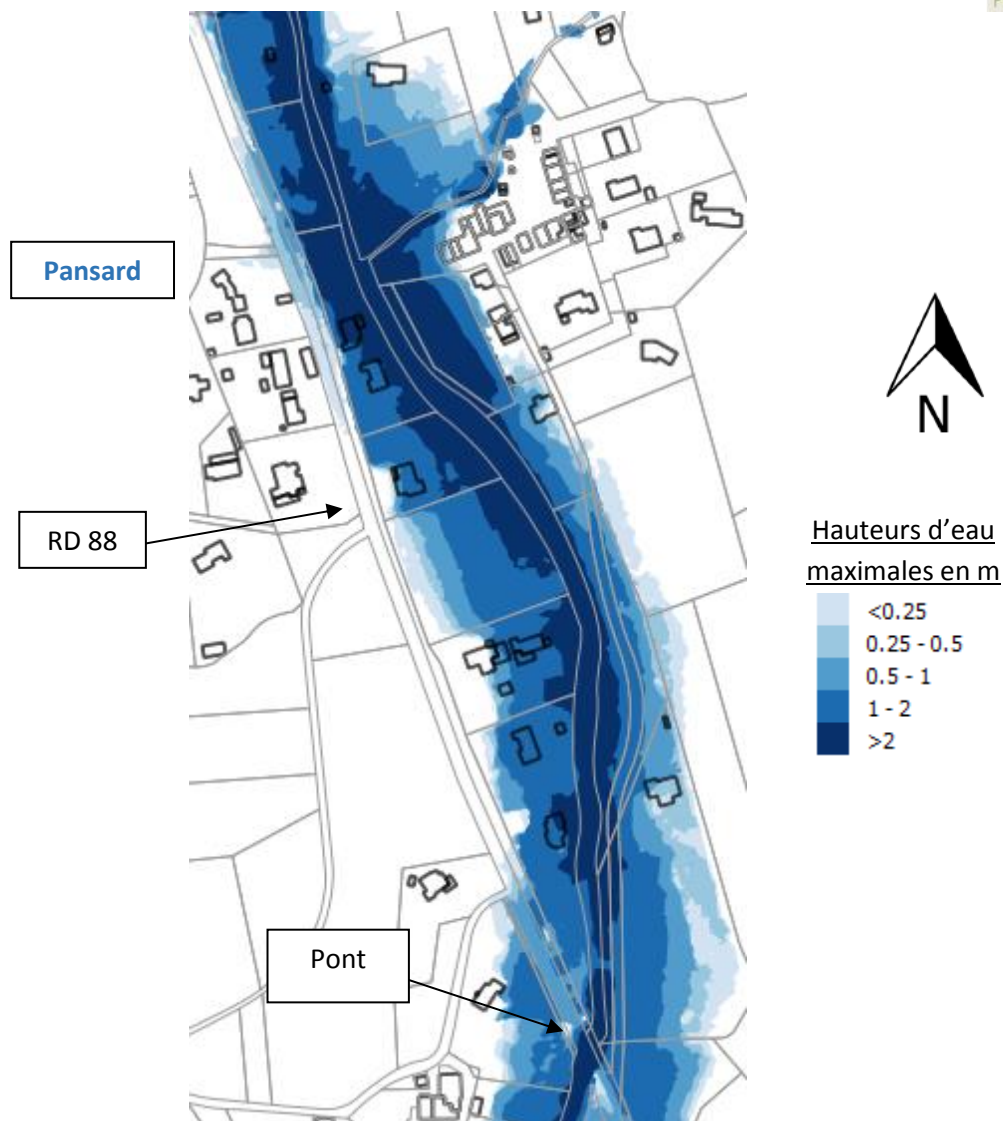 Pansard
RD 88
Pont
N
Hauteurs d'eau
maximales en m
<0.25
0.25 - 0.5
0.5 - 1
1 - 2
>2